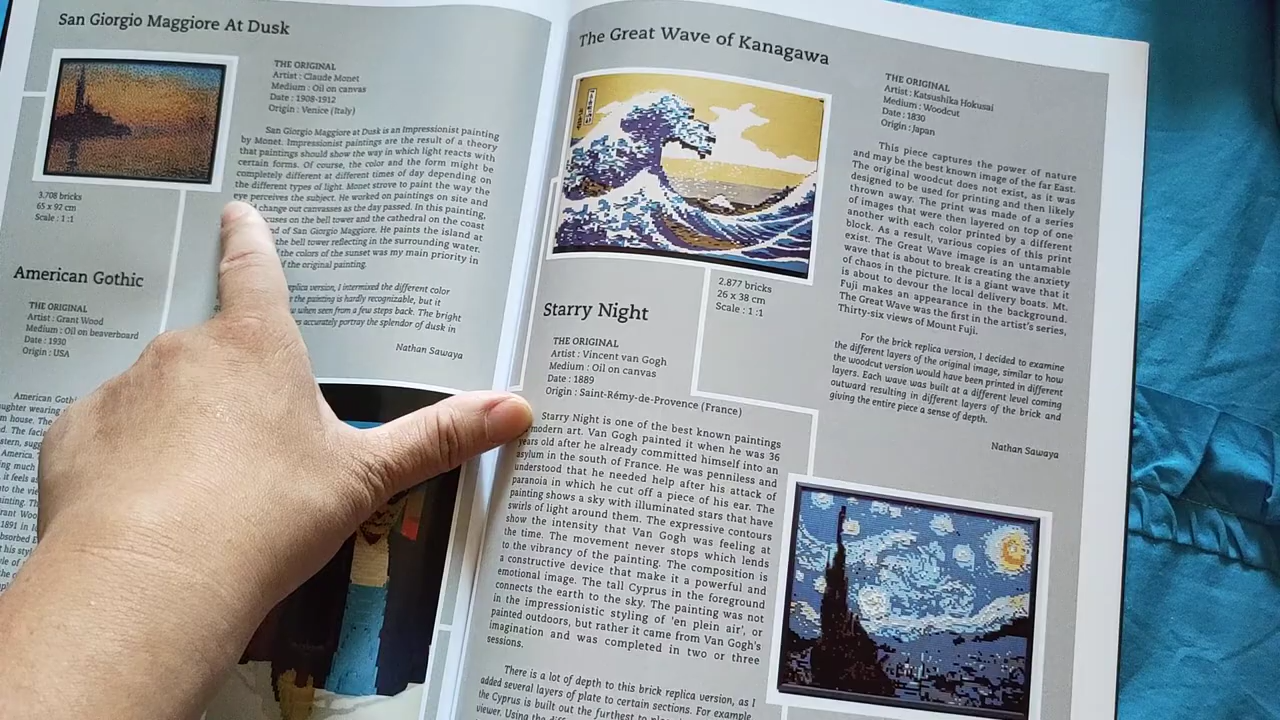 San Giorgio Maggiore At Dusk
THE ORIGINAL
Artist : Claude Monet
Medium : Oil on canvas
Date : 1908-1912
Origin : Venice (Italy)
San Giorgio Maggiore at Dusk is an Impressionist painting
by Monet. Impressionist paintings are the result of a theory
that paintings should show the way in which light reacts with
certain forms. Of course, the color and the form might be
completely different at different times of day depending on
the different types of light. Monet strove to paint the way the
eye perceives the subject. He worked on paintings on site and
change out canvasses as the day passed. In this painting,
on the bell tower and the cathedral on the coast
of San Giorgio Maggiore. He paints the island at
the bell tower reflecting in the surrounding water.
the colors of the sunset was my main priority in
of the original painting.
version, I intermixed the different color
the painting is hardly recognizable, but it
when seen from a few steps back. The bright
accurately portray the splendor of dusk in
Nathan Sawaya
3.708 bricks
65 x 92 cm
Scale : 1:1
American Gothic
THE ORIGINAL
Artist : Grant Wood
Medium : Oil on beaverboard
Date : 1930
Origin : USA
American
wearing
house. The
America.
ing much
it feels
1891 in
The Great Wave of Kanagawa
THE ORIGINAL
Artist : Katsushika Hokusai
Medium : Woodcut
Date : 1830
Origin : Japan
This piece captures the power of nature
and may be the best known image of the far East.
The original woodcut does not exist, as it was
designed to be used for printing and then likely
thrown away. The print was made of a series
of images that were then layered on top of one
another with each color printed by a different
block. As a result, various copies of this print
exist. The Great Wave image is an untamable
wave that is about to break creating the anxiety
of chaos in the picture. It is a giant wave that it
is about to devour the local delivery boats. Mt.
Fuji makes an appearance in the background.
The Great Wave was the first in the artist's series,
Thirty-six views of Mount Fuji.
For the brick replica version, I decided to examine
the different layers of the original image, similar to how
the woodcut version would have been printed in different
layers. Each wave was built at a different level coming
outward resulting in different layers of the brick and
giving the entire piece a sense of depth.
Nathan Sawaya
2.877 bricks
26 x 38 cm
Scale : 1:1
Starry Night
THE ORIGINAL
Artist : Vincent van Gogh
Medium : Oil on canvas
Date : 1889
Origin : Saint-Rémy-de-Provence (France)
Starry Night is one of the best known paintings
modern art. Van Gogh painted it when he was 36
years old after he already committed himself into an
asylum in the south of France. He was penniless and
understood that he needed help after his attack of
paranoia in which he cut off a piece of his ear. The
painting shows a sky with illuminated stars that have
swirls of light around them. The expressive contours
show the intensity that Van Gogh was feeling at
the time. The movement never stops which lends
to the vibrancy of the painting. The composition is
a constructive device that make it a powerful and
emotional image. The tall Cyprus in the foreground
connects the earth to the sky. The painting was not
in the impressionistic styling of 'en plein air', or
painted outdoors, but rather it came from Van Gogh's
imagination and was completed in two or three
sessions.
There is a lot of depth to this brick replica version, as I
added several layers of plate to certain sections. For example
the Cyprus is built out the furthest to
viewer. Using the